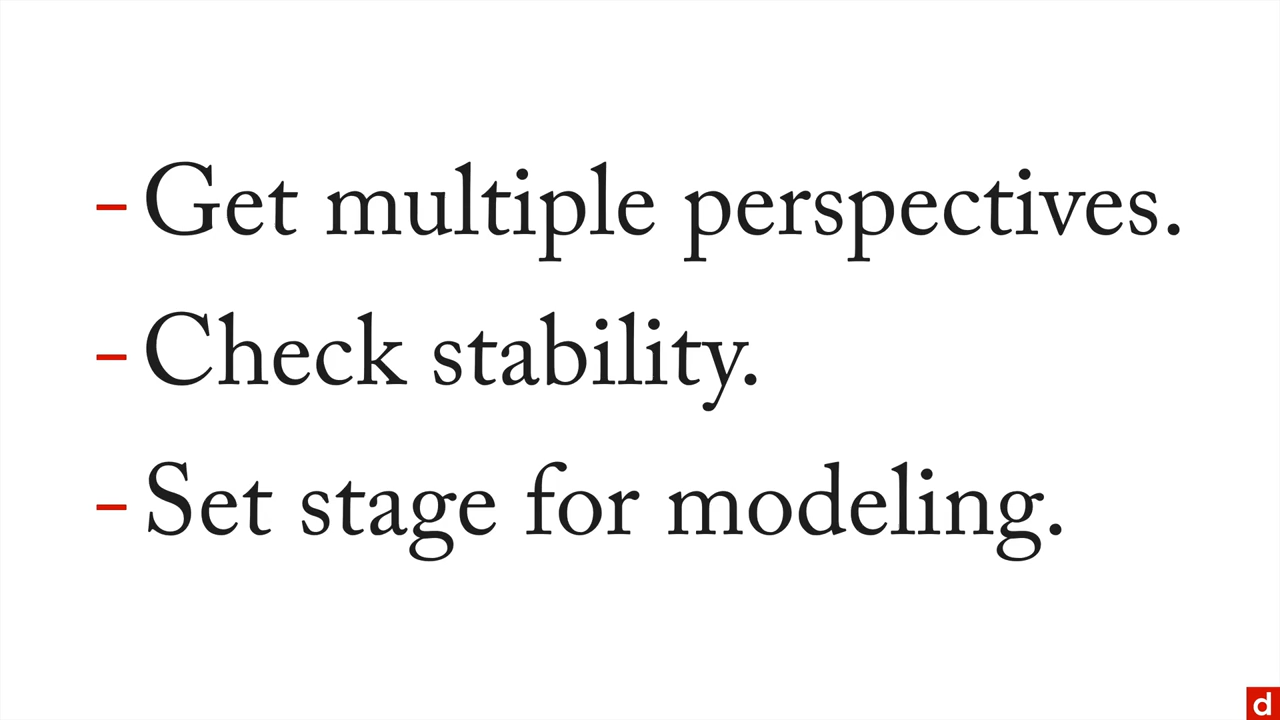 – Get multiple perspectives.
– Check stability.
– Set stage for modeling.
d